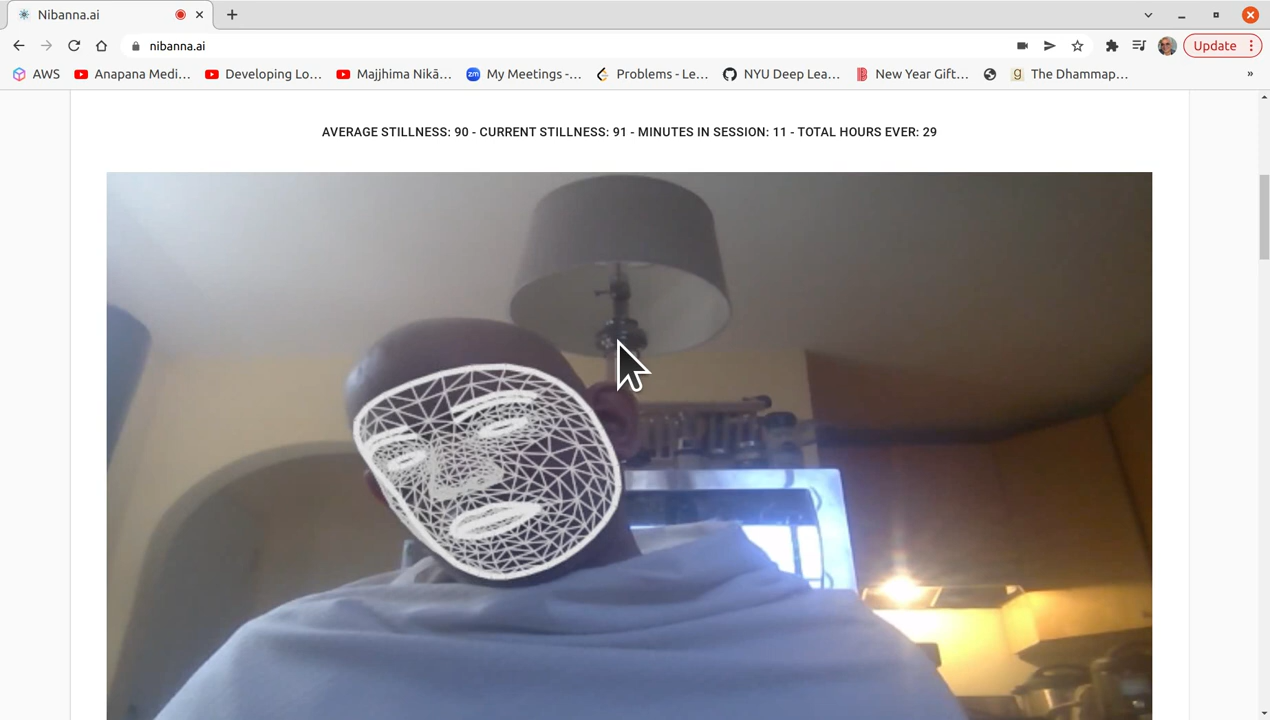 Nibanna.ai
nibanna.ai
Update
AWS
Anapana Medi...
Developing Lo...
Majjhima Nikā...
zm
My Meetings -...
Problems - Le...
NYU Deep Lea...
New Year Gift...
g
The Dhammap...
»
AVERAGE STILLNESS: 90 - CURRENT STILLNESS: 91 - MINUTES IN SESSION: 11 - TOTAL HOURS EVER: 29